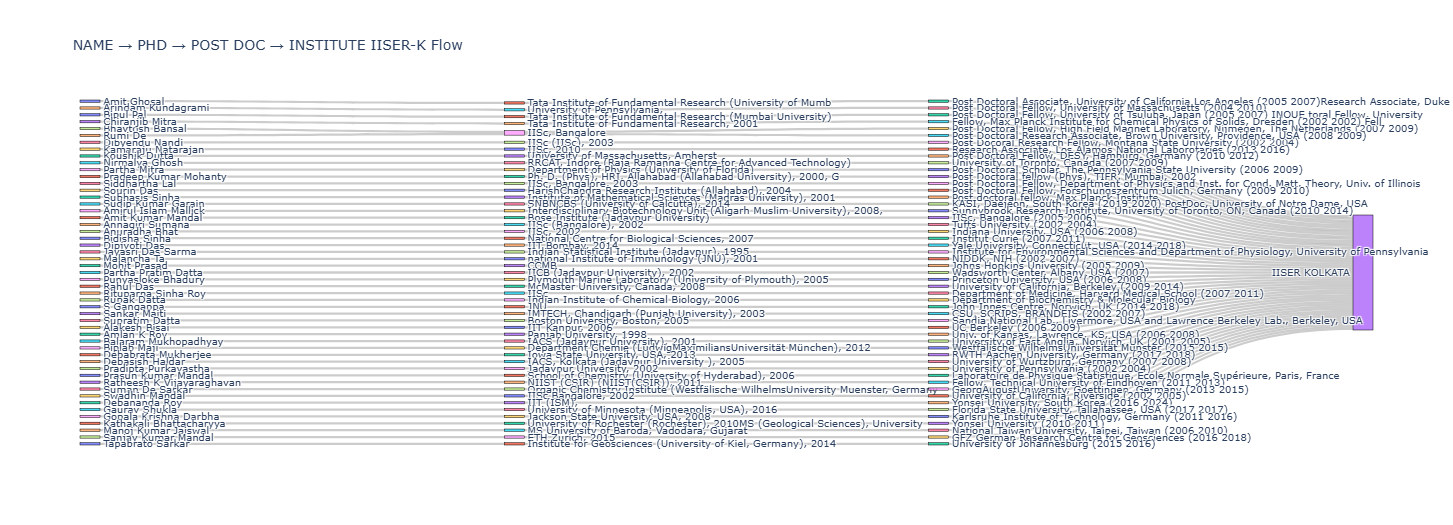 NAME → PHD → POST DOC → INSTITUTE IISER-K Flow
Amit Ghosal
Arindam Kundagrami
Bipul Pal
Chiranjib Mitra
Bhavtosh Bansal
Rumi De
Dibyendu Nandi
Kamaraju Natarajan
Koushik Dutta
Nirmalya Ghosh
Partha Mitra
Pradeep Kumar Mohanty
Siddhartha Lal
Sourin Das
Subhasis Sinha
Sudip Kumar Garain
Amirul Islam Mallick
Amit Kumar Mandal
Annagiri Sumana
Anuradha Bhat
Bidisha Sinha
Dipjyoti Das
Jayasri Das Sarma
Malancha Ta
Mohit Prasad
Partha Pratim Datta
Punyasloke Bhadury
Rahul Das
Rituparna Sinha Roy
Rupak Datta
S Ganappa
Sankar Maiti
Supratim Datta
Alakesh Bisai
Amlan K Roy
Balaram Mukhopadhyay
Biplab Maji
Debabrata Mukherjee
Debasish Haldar
Pradipta Purkayastha
Prasun Kumar Mandal
Ratheesh K Vijayaraghavan
Suman De Sarkar
Swadhin Mandal
Debananda Roy
Gaurav Shukla
Gopala Krishna Darbha
Kathakali Bhattacharyya
Manoj Kumar Jaiswal
Sanjay Kumar Mandal
Tapabrato Sarkar
Tata Institute of Fundamental Research (University of Mumb
University of Pennsylvania,
Tata Institute of Fundamental Research (Mumbai University)
Tata Institute of Fundamental Research, 2001
IISc, Bangalore
IISc (IISc), 2003
IISc, 2010
University of Massachusets, Amherst
RRCAT, Indore (Raja Ramanna Centre for Advanced Technology)
Department of Physics (University of Florida)
Ph. D. (Phys), HRI, Allahabad (Allahabad University), 2000, G
IISc, Bangalore, 2003
HarishChandra Research Institute (Allahabad), 2004
Institute of Mathematical Sciences (Madras University), 2001
SNBNCBS (University of Calcutta), 2014
Interdisciplinary Biotechnology Unit (Aligarh Muslim University), 2008,
Bose Institute (Jadavpur University)
IISc (Bangalore), 2002
IISc, 2002
National Centre for Biological Sciences, 2007
IIT Bombay, 2014
Indian Statistical Institute (Jadavpur), 1995
national Institute of Immunology (JNU), 2001
CCMB
IICB (Jadavpur University), 2002
Plymouth Marine Laboratory (University of Plymouth), 2005
McMaster University, Canada, 2008
IISc
Indian Institute of Chemical Biology, 2006
JNU
IMTECH, Chandigarh (Punjab University), 2003
Boston University, Boston, 2005
IIT Kanpur, 2006
Panjab University, 1998
IACS (Jadavpur University), 2001
Department Chemie (LudwigMaximiliansUniversität München), 2012
Iowa State University, USA, 2013
IACS, Kolkata (Jadavpur University ), 2005
Jadavpur University, 2002
School of Chemistry (University of Hyderabad), 2006
NIIST (CSIR) (NIIST(CSIR)), 2011
Organic Chemistry Institute (Westfälische WilhelmsUniversity Muenster, Germany
IISc Bangalore, 2002
IIT (ISM),
University of Minnesota (Minneapolis, USA), 2016
Jackson State University, USA, 2008
University of Rochester (Rochester), 2010MS (Geological Sciences), University
MS University of Baroda, Vadodara, Gujarat
ETH Zurich, 2015
Institute for Geosciences (University of Kiel, Germany), 2014
Post Doctoral Associate, University of California Los Angeles (2005 2007)Research Associate, Duke
Post Doctoral Fellow, University of Massachusetts (2004 2010)
Post Doctoral Fellow, University of Tsukuba, Japan (2005 2007) INOUE toral Fellow, University
Fellow, Max Planck Institute for Chemical Physics of Solids, Dresden (2002 2002)Fell
Post Doctoral Fellow, High Field Magnet Laboratory, Nijmegen, The Netherlands (2007 2009)
Post Doctoral Research Associate, Brown University, Providence, USA (2008 2009)
Post Docoral Research Fellow, Montana State University (2002 2004)
Research Associate, Los Alamos National Laborotaries (2013 2016)
Post Doctoral Fellow, DESY, Hamburg, Germany (2010 2012)
University of Toronto, Canada (2007 2009)
Post Doctoral Scholar, The Pennsylvania State University (2006 2009)
Post Doctoral fellow (Phys), TIFR, Mumbai, 2002
Post Doctoral Fellow, Department of Physics and Inst. for Cond. Matt. Theory, Univ. of Illinois
Post Doctoral Fellow, Forschungszentrum Julich, Germany (2009 2010)
Post doctoral fellow, Max Planck Institute
KASI, Daejeon, South Korea (2019 2020) PostDoc, University of Notre Dame, USA
Sunnybrook Research Institute, University of Toronto, ON, Canada (2010 2014)
IISc, Bangalore (2005 2006)
Tufts University (2002 2004)
Indiana University, USA (2006 2008)
Institut Curie (2007 2011)
Yale University, Connecticut, USA (2014 2018)
Institute for Environmental Sciences and Department of Physiology, University of Pennsylvania
NIDDK, NIH (2002 2007)
Johns Hopkins University (2005 2009)
Wadsworth Center, Albany, USA (2007)
Princeton University, USA (2006 2008)
University of California, Berkeley (2009 2014)
Department of Medicine, Harvard Medical School (2007 2011)
Department of Biochemistry & Molecular Biology
John Innes Centre, Norwich, UK (2014 2018)
CSU, SCRIPS, BRANDEIS (2002 2007)
Sandia National Lab., Livermore, USA and Lawrence Berkeley Lab., Berkeley, USA
UC Berkeley (2006 2009)
Univ. of Kansas, Lawrence, KS, USA (2006 2008)
University of East Anglia, Norwich, UK (2001 2005)
Westfälische WilhelmsUniversität Münster (2013 2015)
RWTH Aachen University, Germany (2017 2018)
University of Wurtzburg, Germany (2007 2008)
University of Pennsylvania (2002 2004)
Laboratoire de Physique Statistique, Ecole Normale Supérieure, Paris, France
Fellow, Technical University of Eindhoven (2011 2013)
GeorgAugustUniversity, Goettingen, Germany (2013 2015)
University of California, Riverside (2002 2005)
Yonsei University, South Korea (2016 2024)
Florida State University, Tallahassee, USA (2017 2017)
Karlsruhe Institute of Technology, Germany (2011 2016)
Yonsei University (2010 2011)
National Taiwan University, Taipei, Taiwan (2006 2010)
GFZ German Research Centre for Geosciences (2016 2018)
University of Johannesburg (2015 2016)
IISER KOLKATA